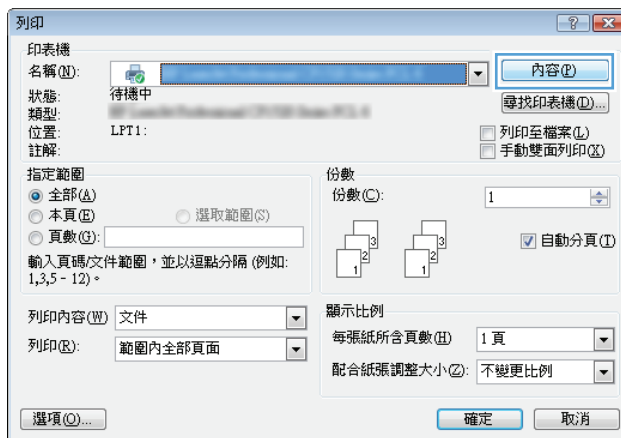 列印
印表機
名稱(N):
內容(P)
狀態: 待機中
尋找印表機(D)...
類型:
位置: LPT1:
列印至檔案(L)
註解:
手動雙面列印(X)
指定範圍
全部(A)
本頁(E) 選取範圍(S)
頁數(G):
輸入頁碼/文件範圍，並以逗點分隔 (例如:
1,3,5 - 12)。
份數
份數(C): 1
1 2 3 1 2 3
自動分頁(T)
列印內容(W) 文件
列印(R): 範圍內全部頁面
顯示比例
每張紙所含頁數(H) 1 頁
配合紙張調整大小(Z): 不變更比例
選項(O)...
確定 取消